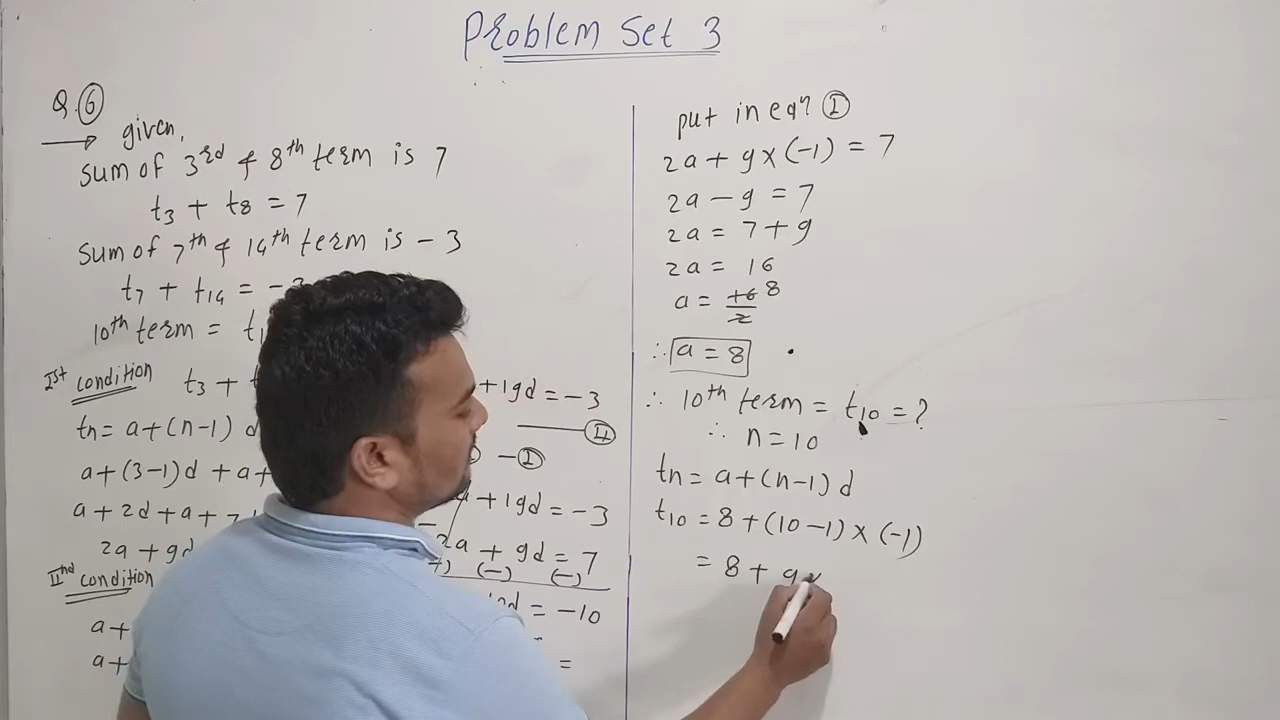 Problem Set 3
Q. 6
given,
sum of 3rd & 8th term is 7
t3 + t8 = 7
sum of 7th & 14th term is - 3
t7 + t14 = -3
10th term =
Ist condition t3 +
tn = a+(n-1) d
a+(3-1)d + a+
a+2d+a+
2a + 9d
IInd condition
a+
a+
+19d = -3
II
- I
+19d = -3
2a + 9d = 7
(-) (-)
= -10
=
put in eqn I
2a + 9 x (-1) = 7
2a - 9 = 7
2a = 7 + 9
2a = 16
a = 16/2 8
∴ a = 8
∴ 10th term = t10 = ?
∴ n = 10
tn = a+(n-1) d
t10 = 8 + (10-1) x (-1)
= 8 + 9x